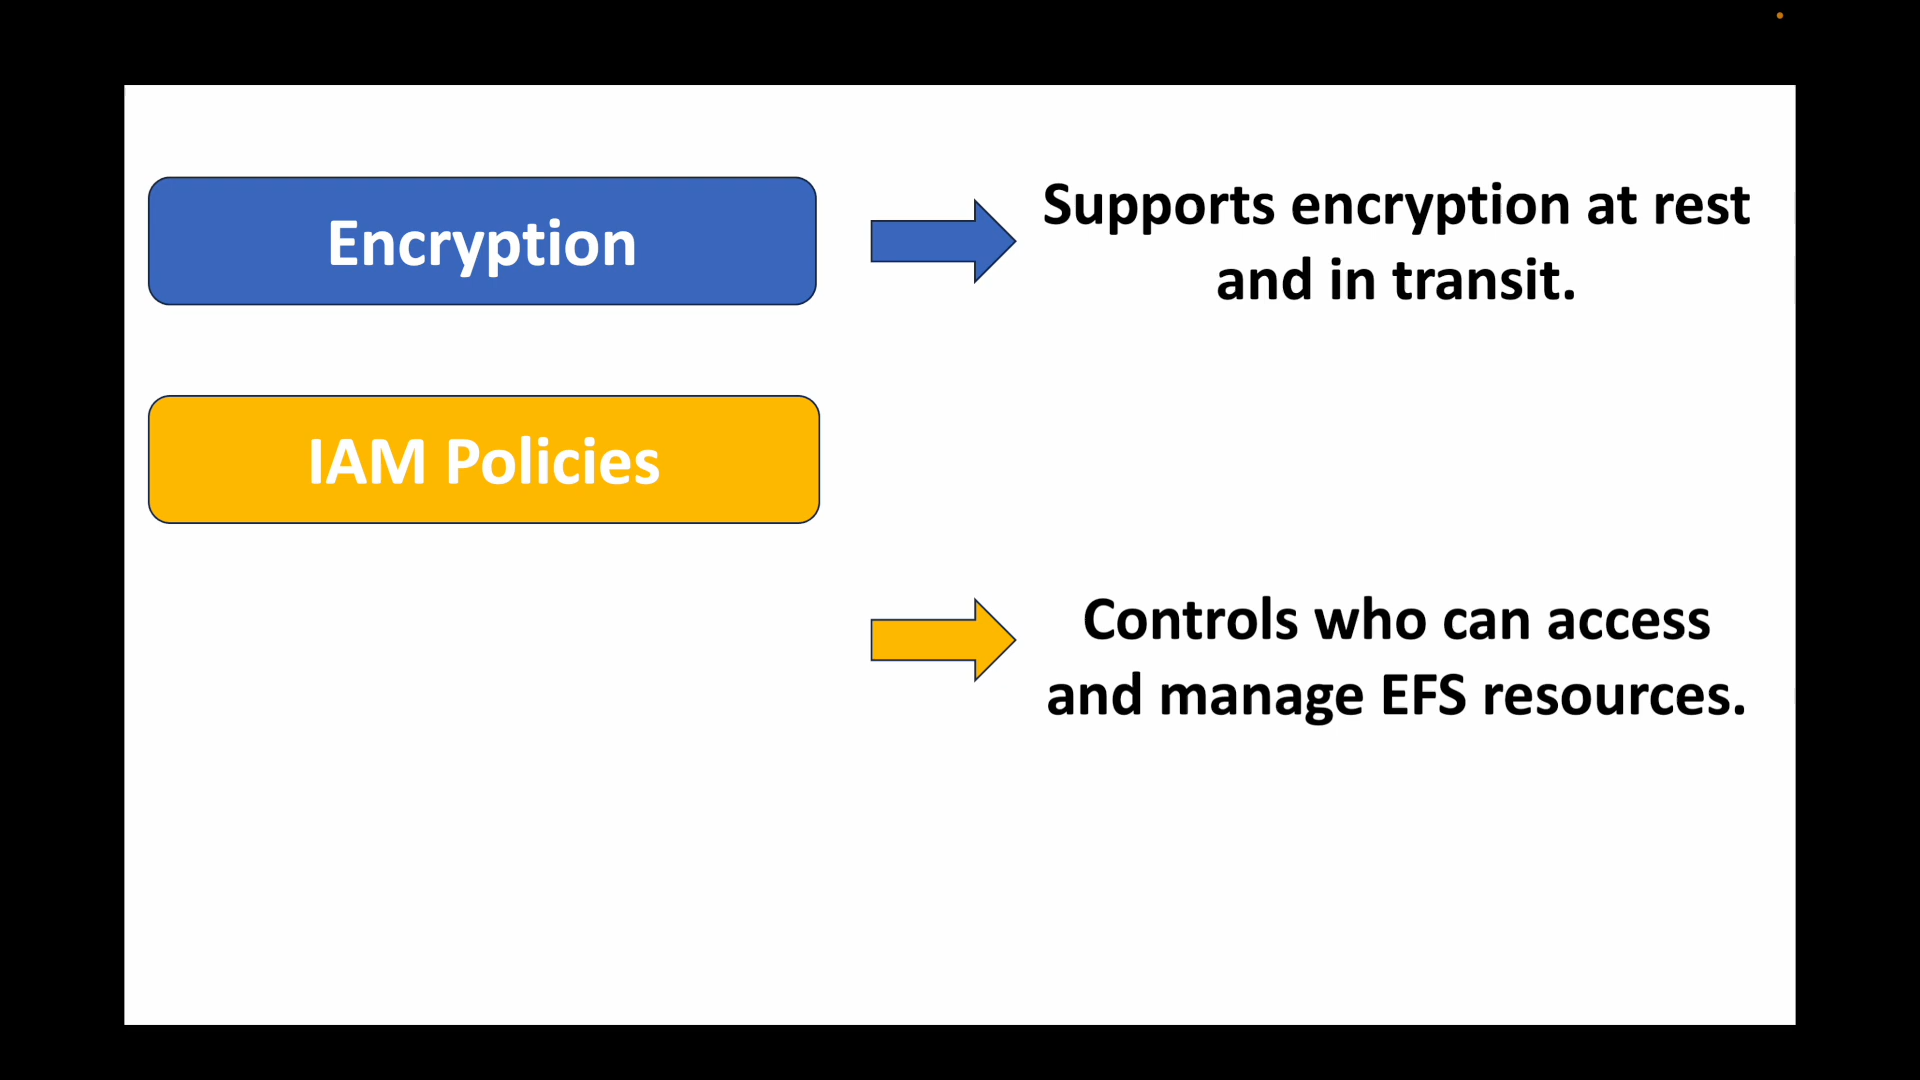 Encryption
Supports encryption at rest
and in transit.
IAM Policies
Controls who can access
and manage EFS resources.